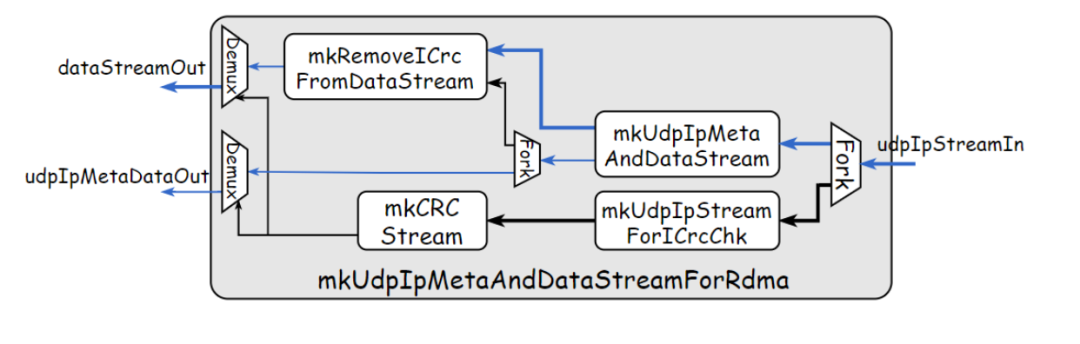 dataStreamOut
Demux
mkRemoveICrc
FromDataStream
udpIpMetaDataOut
Demux
Fork
mkUdpIpMeta
AndDataStream
Fork
udpIpStreamIn
mkCRC
Stream
mkUdpIpStream
ForICrcChk
mkUdpIpMetaAndDataStreamForRdma